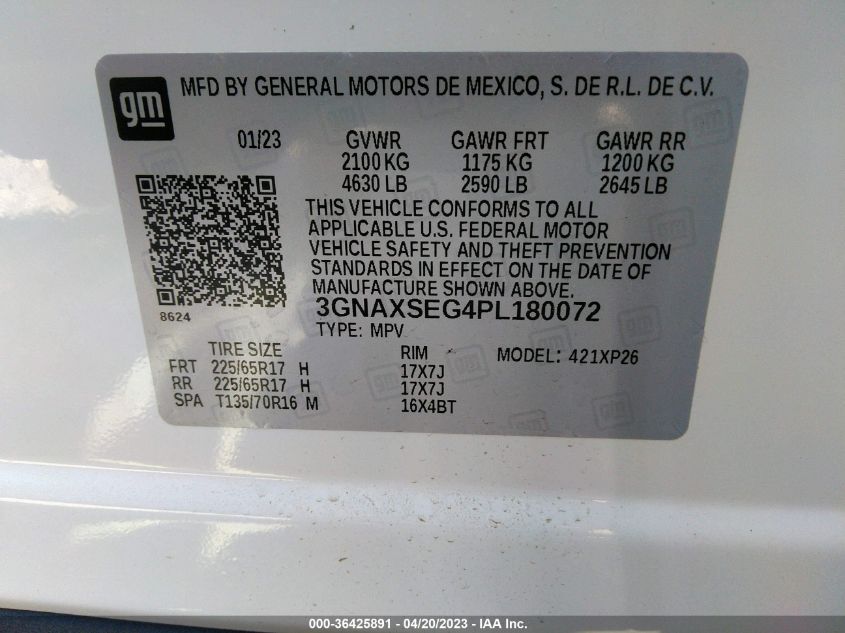 gm
MFD BY GENERAL MOTORS DE MEXICO, S. DE R.L. DE C.V.
01/23 GVWR GAWR FRT GAWR RR
2100 KG 1175 KG 1200 KG
4630 LB 2590 LB 2645 LB
THIS VEHICLE CONFORMS TO ALL
APPLICABLE U.S. FEDERAL MOTOR
VEHICLE SAFETY AND THEFT PREVENTION
STANDARDS IN EFFECT ON THE DATE OF
MANUFACTURE SHOWN ABOVE.
8624
3GNAXSEG4PL180072
TYPE: MPV
TIRE SIZE RIM MODEL: 421XP26
FRT 225/65R17 H 17X7J
RR 225/65R17 H 17X7J
SPA T135/70R16 M 16X4BT
000-36425891 - 04/20/2023 - IAA Inc.